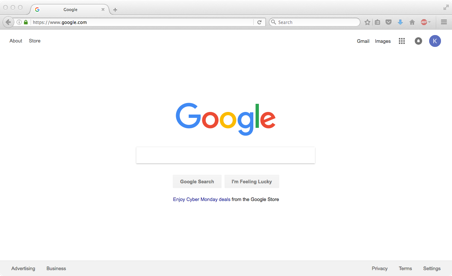 Google
https://www.google.com
Search
About Store
Gmail Images
K
Google
Google Search I'm Feeling Lucky
Enjoy Cyber Monday deals from the Google Store
Advertising Business
Privacy Terms Settings